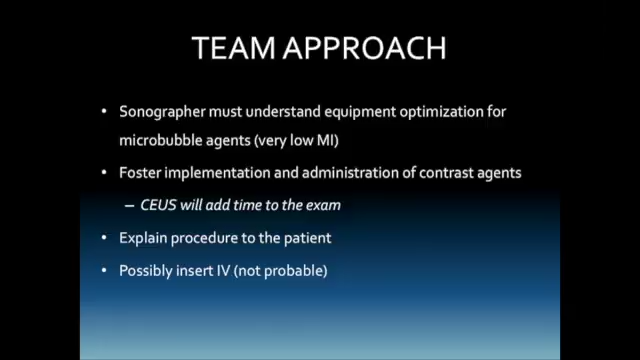 TEAM APPROACH
• Sonographer must understand equipment optimization for
microbubble agents (very low MI)
• Foster implementation and administration of contrast agents
– CEUS will add time to the exam
• Explain procedure to the patient
• Possibly insert IV (not probable)